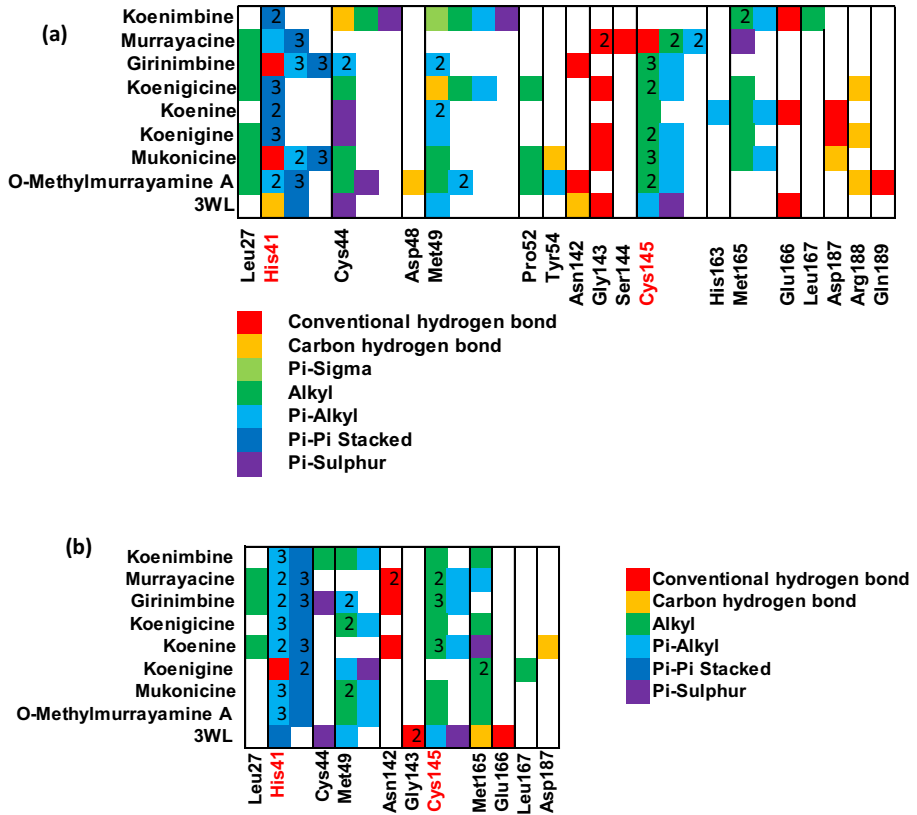 (a)
Koenimbine 2 2
Murrayacine 3 2 2 2
Girinimbine 3 3 2 2 3
Koenigicine 3 2
Koenine 2 2
Koenigine 3 2
Mukonicine 2 3 3
O-Methylmurrayamine A 2 3 2 2
3WL
Leu27 His41 Cys44 Asp48 Met49 Pro52 Tyr54 Asn142 Gly143 Ser144 Cys145 His163 Met165 Glu166 Leu167 Asp187 Arg188 Gln189
Conventional hydrogen bond
Carbon hydrogen bond
Pi-Sigma
Alkyl
Pi-Alkyl
Pi-Pi Stacked
Pi-Sulphur
(b)
Koenimbine 3
Murrayacine 2 3 2 2
Girinimbine 2 3 2 3
Koenigicine 3 2
Koenine 2 3 3
Koenigine 2 2
Mukonicine 3 2
O-Methylmurrayamine A 3
3WL 2
Leu27 His41 Cys44 Met49 Asn142 Gly143 Cys145 Met165 Glu166 Leu167 Asp187
Conventional hydrogen bond
Carbon hydrogen bond
Alkyl
Pi-Alkyl
Pi-Pi Stacked
Pi-Sulphur